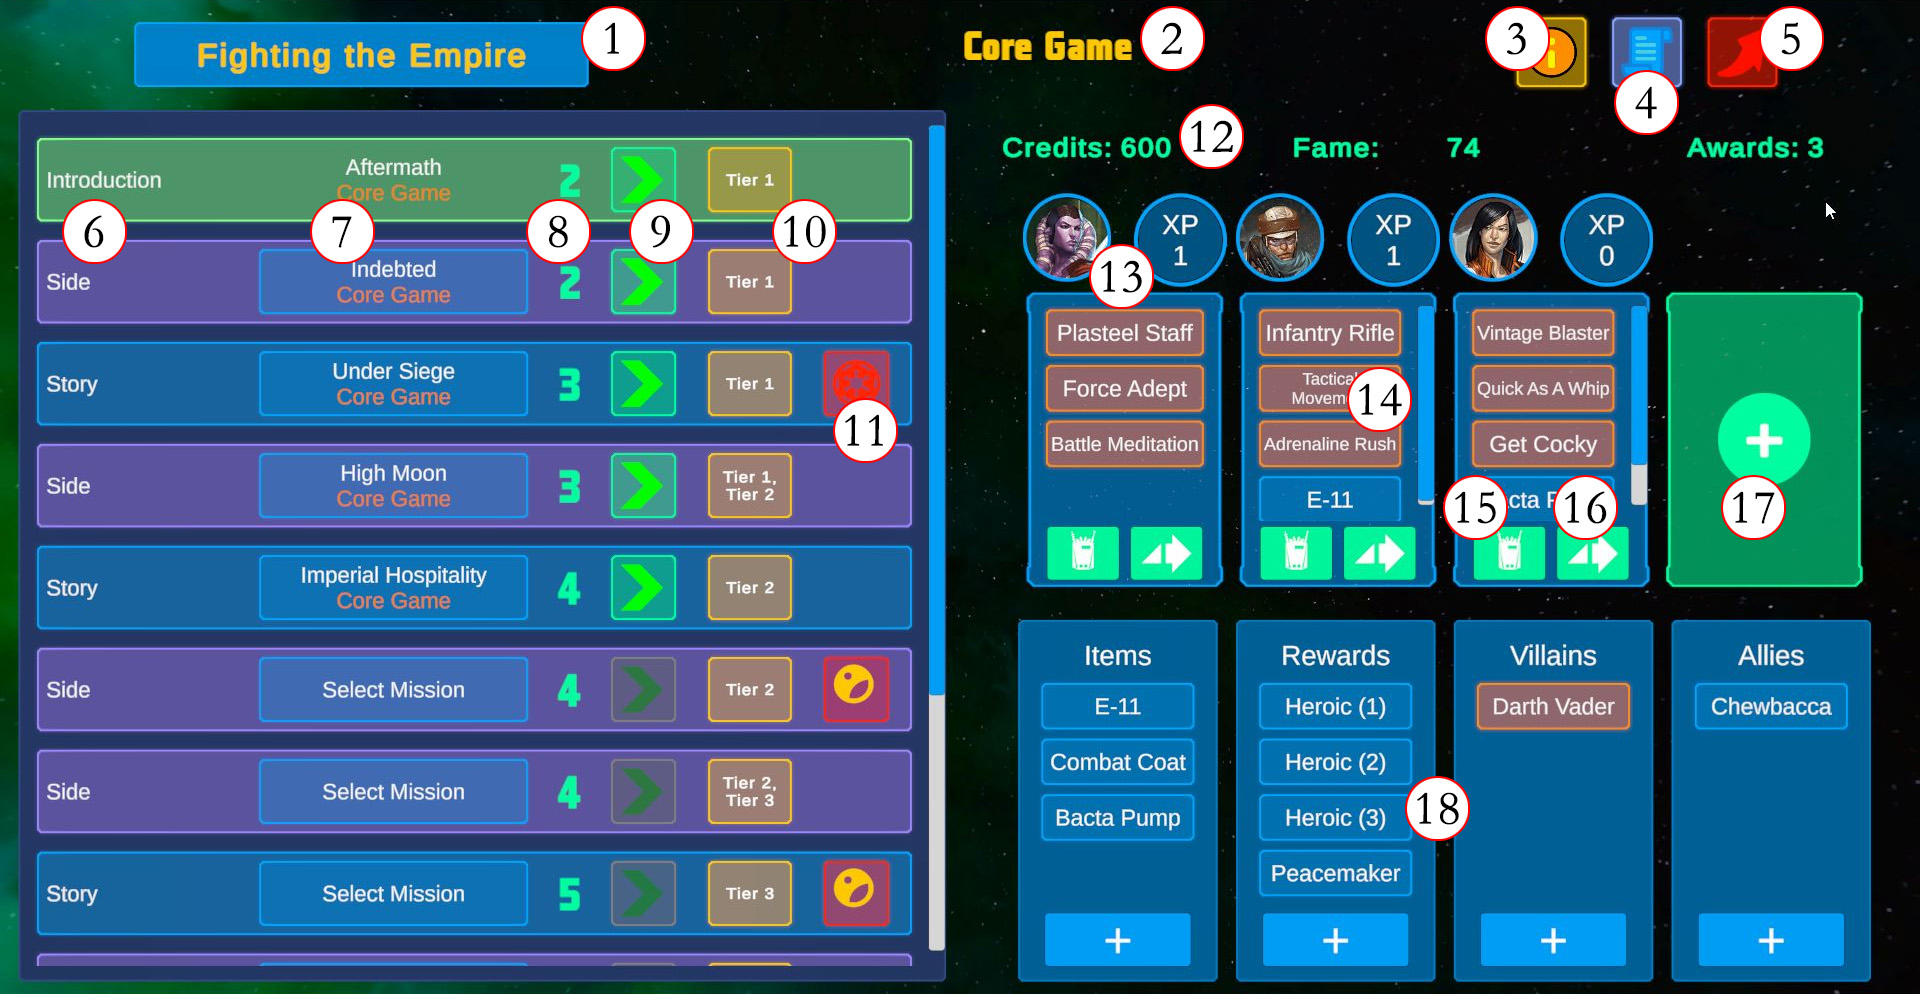 Fighting the Empire
1
Core Game
2
3
4
5
Introduction
Aftermath
Core Game
2
Tier 1
6
7
8
9
10
Side
Indebted
Core Game
2
Tier 1
Story
Under Siege
Core Game
3
Tier 1
11
Side
High Moon
Core Game
3
Tier 1,
Tier 2
Story
Imperial Hospitality
Core Game
4
Tier 2
Side
Select Mission
4
Tier 2
Side
Select Mission
4
Tier 2,
Tier 3
Story
Select Mission
5
Tier 3
Credits: 600
12
Fame: 74
Awards: 3
XP
1
XP
1
XP
0
13
Plasteel Staff
Force Adept
Battle Meditation
Infantry Rifle
Tactical
14
Adrenaline Rush
E-11
Vintage Blaster
Quick As A Whip
Get Cocky
15
16
17
Items
E-11
Combat Coat
Bacta Pump
+
Rewards
Heroic (1)
Heroic (2)
Heroic (3)
18
Peacemaker
+
Villains
Darth Vader
+
Allies
Chewbacca
+